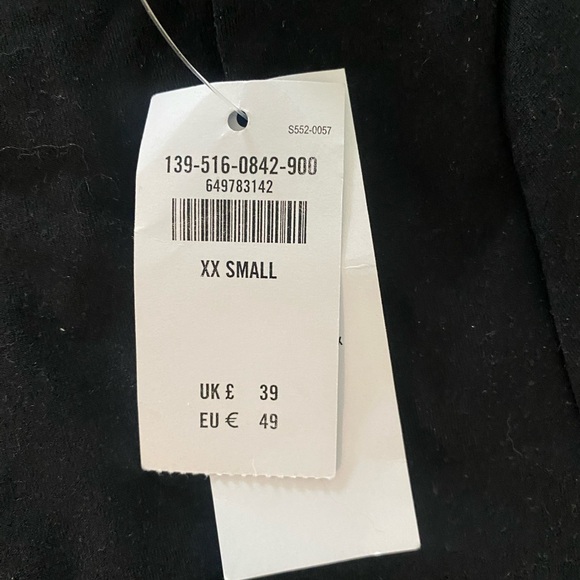 S552-0057
139-516-0842-900
649783142
XX SMALL
UK £ 39
EU € 49